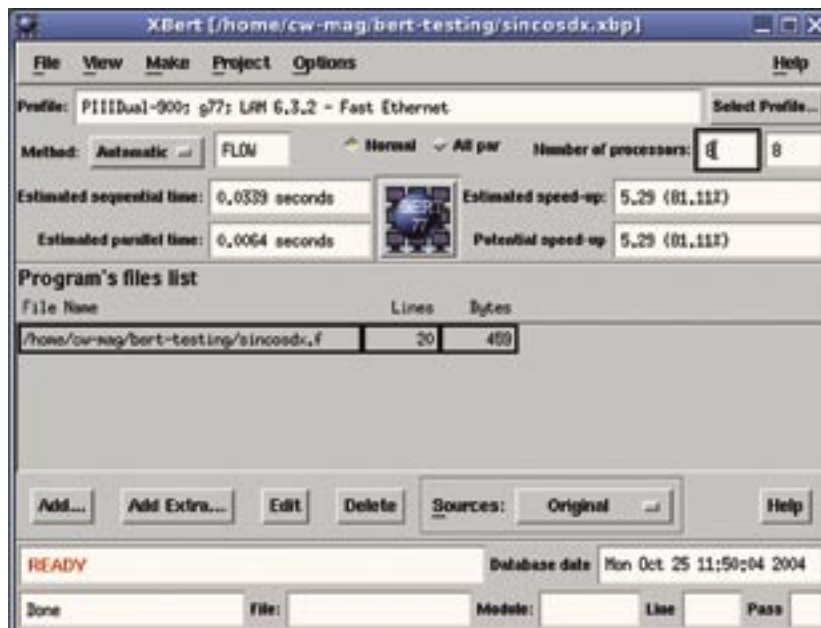 XBert [/home/cw-mag/bert-testing/sincosdx.xbp]
File View Make Project Options Help
Profile: PIIIDual-900; g77; LAM 6.3.2 - Fast Ethernet Select Profile...
Method: Automatic FLOW Normal All par Number of processors: 8 8
Estimated sequential time: 0.0339 seconds Estimated speed-up: 5.29 (81.11%)
BERT 77
Estimated parallel time: 0.0064 seconds Potential speed-up 5.29 (81.11%)
Program's files list
File Name Lines Bytes
/home/cw-mag/bert-testing/sincosdx.f 20 459
Add... Add Extra... Edit Delete Sources: Original Help
READY Database date Mon Oct 25 11:50:04 2004
Done File: Module: Line Pass